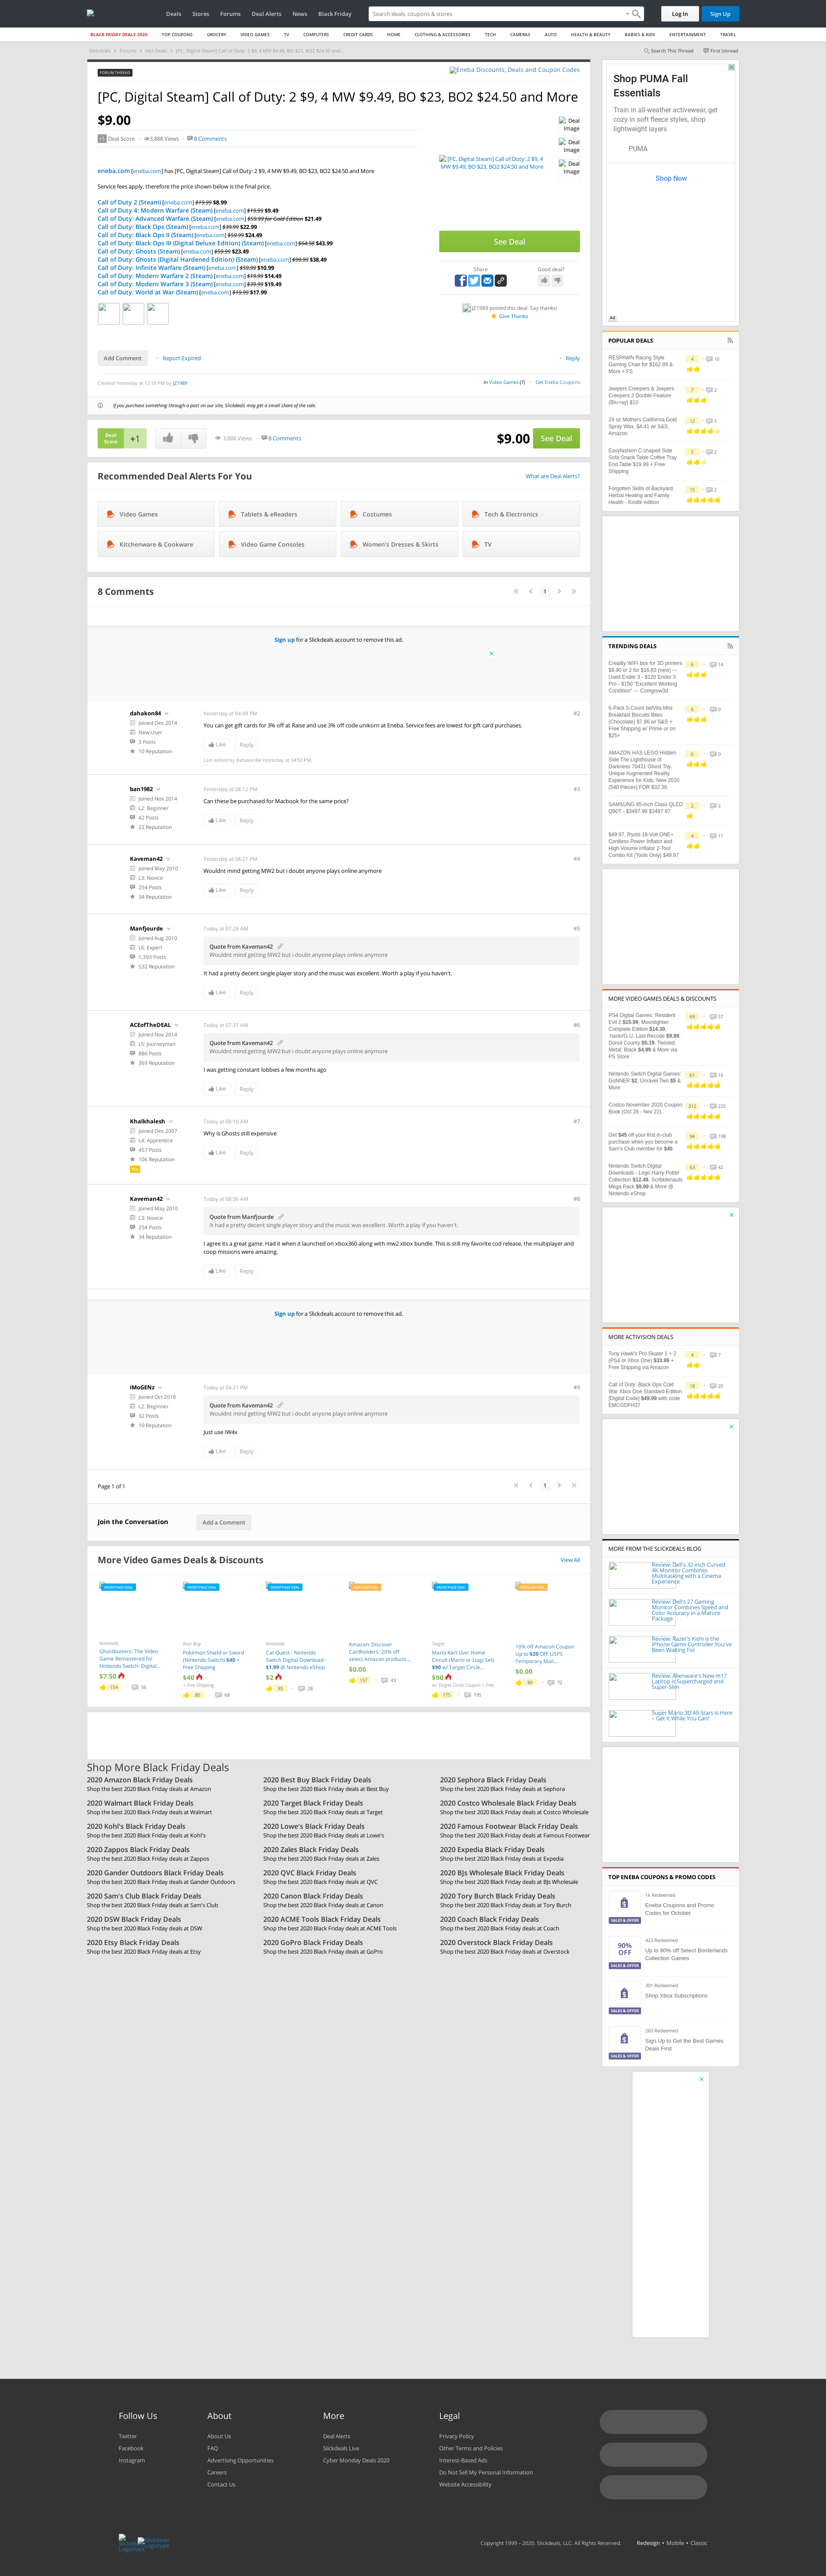 Deals Stores Forums Deal Alerts News Black Friday Search deals, coupons & stores Log In Sign Up
BLACK FRIDAY DEALS 2020 TOP COUPONS GROCERY VIDEO GAMES TV COMPUTERS CREDIT CARDS HOME CLOTHING & ACCESSORIES TECH CAMERAS AUTO HEALTH & BEAUTY BABIES & KIDS ENTERTAINMENT TRAVEL
Slickdeals > Forums > Hot Deals > [PC, Digital Steam] Call of Duty: 2 $9, 4 MW $9.49, BO $23, BO2 $24.50 and...
Search This Thread First Unread
FORUM THREAD
Eneba Discounts, Deals and Coupon Codes
[PC, Digital Steam] Call of Duty: 2 $9, 4 MW $9.49, BO $23, BO2 $24.50 and More
$9.00
+1 Deal Score 3,888 Views 8 Comments
eneba.com [eneba.com] has [PC, Digital Steam] Call of Duty: 2 $9, 4 MW $9.49, BO $23, BO2 $24.50 and More
Service fees apply, therefore the price shown below is the final price.
Call of Duty 2 (Steam) [eneba.com] $19.99 $8.99
Call of Duty 4: Modern Warfare (Steam) [eneba.com] $19.99 $9.49
Call of Duty: Advanced Warfare (Steam) [eneba.com] $59.99 for Gold Edition $21.49
Call of Duty: Black Ops (Steam) [eneba.com] $39.99 $22.99
Call of Duty: Black Ops II (Steam) [eneba.com] $59.99 $24.49
Call of Duty: Black Ops III (Digital Deluxe Edition) (Steam) [eneba.com] $64.98 $43.99
Call of Duty: Ghosts (Steam) [eneba.com] $59.99 $23.49
Call of Duty: Ghosts (Digital Hardened Edition) (Steam) [eneba.com] $99.99 $38.49
Call of Duty: Infinite Warfare (Steam) [eneba.com] $59.99 $10.99
Call of Duty: Modern Warfare 2 (Steam) [eneba.com] $19.99 $14.49
Call of Duty: Modern Warfare 3 (Steam) [eneba.com] $39.99 $19.49
Call of Duty: World at War (Steam) [eneba.com] $19.99 $17.99
[PC, Digital Steam] Call of Duty: 2 $9, 4
MW $9.49, BO $23, BO2 $24.50 and More
Deal
Image
Deal
Image
Deal
Image
See Deal
Share Good deal?
JZ1989 posted this deal. Say thanks!
Give Thanks
Add Comment Report Expired Reply
Created Yesterday at 12:19 PM by JZ1989
in Video Games (7) Get Eneba Coupons
If you purchase something through a post on our site, Slickdeals may get a small share of the sale.
Deal
Score
+1
3,888 Views 8 Comments $9.00 See Deal
Recommended Deal Alerts For You What are Deal Alerts?
Video Games Tablets & eReaders Costumes Tech & Electronics
Kitchenware & Cookware Video Game Consoles Women's Dresses & Skirts TV
8 Comments 1
Sign up for a Slickdeals account to remove this ad.
dahakon84 Yesterday at 04:49 PM #2
Joined Dec 2014
New User
3 Posts
10 Reputation
You can get gift cards for 3% off at Raise and use 3% off code unikorn at Eneba. Service fees are lowest for gift card purchases.
Like Reply
Last edited by dahakon84 Yesterday at 04:53 PM.
ban1982 Yesterday at 08:12 PM #3
Joined Nov 2014
L2: Beginner
42 Posts
22 Reputation
Can these be purchased for Macbook for the same price?
Like Reply
Kaveman42 Yesterday at 08:21 PM #4
Joined May 2010
L3: Novice
254 Posts
34 Reputation
Wouldnt mind getting MW2 but i doubt anyone plays online anymore
Like Reply
Manfjourde Today at 07:28 AM #5
Joined Aug 2010
L6: Expert
1,393 Posts
532 Reputation
Quote from Kaveman42
Wouldnt mind getting MW2 but i doubt anyone plays online anymore
It had a pretty decent single player story and the music was excellent. Worth a play if you haven't.
Like Reply
ACEofTheDEAL Today at 07:37 AM #6
Joined Nov 2014
L5: Journeyman
886 Posts
369 Reputation
Quote from Kaveman42
Wouldnt mind getting MW2 but i doubt anyone plays online anymore
I was getting constant lobbies a few months ago
Like Reply
Khalkhalesh Today at 08:16 AM #7
Joined Dec 2007
L4: Apprentice
457 Posts
106 Reputation
Pro
Why is Ghosts still expensive
Like Reply
Kaveman42 Today at 08:36 AM #8
Joined May 2010
L3: Novice
254 Posts
34 Reputation
Quote from Manfjourde
It had a pretty decent single player story and the music was excellent. Worth a play if you haven't.
I agree its a great game. Had it when it launched on xbox360 along with mw2 xbox bundle. This is still my favorite cod release, the multiplayer and
coop missions were amazing.
Like Reply
Sign up for a Slickdeals account to remove this ad.
iMoGENz Today at 04:21 PM #9
Joined Oct 2018
L2: Beginner
32 Posts
10 Reputation
Quote from Kaveman42
Wouldnt mind getting MW2 but i doubt anyone plays online anymore
Just use IW4x
Like Reply
Page 1 of 1 1
Join the Conversation Add a Comment
More Video Games Deals & Discounts View All
FRONTPAGE DEAL FRONTPAGE DEAL FRONTPAGE DEAL POPULAR DEAL FRONTPAGE DEAL POPULAR DEAL
Nintendo
Ghostbusters: The Video
Game Remastered for
Nintendo Switch- Digital...
$7.50
154 56
Best Buy
Pokémon Shield or Sword
(Nintendo Switch) $40 +
Free Shipping
$40
+ Free Shipping
80 68
Nintendo
Cat Quest - Nintendo
Switch Digital Download -
$1.99 @ Nintendo eShop
$2
85 28
Amazon: Discover
Cardholders: 20% off
select Amazon products...
$0.00
157 43
Target
Mario Kart Live: Home
Circuit (Mario or Luigi Set)
$90 w/ Target Circle...
$90
w/ Target Circle Coupon + Free
175 195
10% off Amazon Coupon
Up to $20 Off! USPS
Temporary Mail...
$0.00
80 72
Shop More Black Friday Deals
2020 Amazon Black Friday Deals
Shop the best 2020 Black Friday deals at Amazon
2020 Best Buy Black Friday Deals
Shop the best 2020 Black Friday deals at Best Buy
2020 Sephora Black Friday Deals
Shop the best 2020 Black Friday deals at Sephora
2020 Walmart Black Friday Deals
Shop the best 2020 Black Friday deals at Walmart
2020 Target Black Friday Deals
Shop the best 2020 Black Friday deals at Target
2020 Costco Wholesale Black Friday Deals
Shop the best 2020 Black Friday deals at Costco Wholesale
2020 Kohl's Black Friday Deals
Shop the best 2020 Black Friday deals at Kohl's
2020 Lowe's Black Friday Deals
Shop the best 2020 Black Friday deals at Lowe's
2020 Famous Footwear Black Friday Deals
Shop the best 2020 Black Friday deals at Famous Footwear
2020 Zappos Black Friday Deals
Shop the best 2020 Black Friday deals at Zappos
2020 Zales Black Friday Deals
Shop the best 2020 Black Friday deals at Zales
2020 Expedia Black Friday Deals
Shop the best 2020 Black Friday deals at Expedia
2020 Gander Outdoors Black Friday Deals
Shop the best 2020 Black Friday deals at Gander Outdoors
2020 QVC Black Friday Deals
Shop the best 2020 Black Friday deals at QVC
2020 BJs Wholesale Black Friday Deals
Shop the best 2020 Black Friday deals at BJs Wholesale
2020 Sam's Club Black Friday Deals
Shop the best 2020 Black Friday deals at Sam's Club
2020 Canon Black Friday Deals
Shop the best 2020 Black Friday deals at Canon
2020 Tory Burch Black Friday Deals
Shop the best 2020 Black Friday deals at Tory Burch
2020 DSW Black Friday Deals
Shop the best 2020 Black Friday deals at DSW
2020 ACME Tools Black Friday Deals
Shop the best 2020 Black Friday deals at ACME Tools
2020 Coach Black Friday Deals
Shop the best 2020 Black Friday deals at Coach
2020 Etsy Black Friday Deals
Shop the best 2020 Black Friday deals at Etsy
2020 GoPro Black Friday Deals
Shop the best 2020 Black Friday deals at GoPro
2020 Overstock Black Friday Deals
Shop the best 2020 Black Friday deals at Overstock
Shop PUMA Fall
Essentials
Train in all-weather activewear, get
cozy in soft fleece styles, shop
lightweight layers
PUMA
Shop Now
Ad
POPULAR DEALS
RESPAWN Racing Style
Gaming Chair for $162.89 &
More + FS
4 10
Jeepers Creepers & Jeepers
Creepers 2 Double Feature
(Blu-ray) $10
7 2
24 oz Mothers California Gold
Spray Wax, $4.41 w/ S&S,
Amazon
12 5
Easyfashion C-shaped Side
Sofa Snack Table Coffee Tray
End Table $19.99 + Free
Shipping
5 2
Forgotten Skills of Backyard
Herbal Healing and Family
Health - Kindle edition
15 2
TRENDING DEALS
Creality WIFI box for 3D printers
$9.90 or 2 for $16.83 (new) ---
Used Ender 3 - $120 Ender 3
Pro - $150 "Excellent Working
Condition" --- Comgrow3d
6 14
6-Pack 5-Count belVita Mini
Breakfast Biscuits Bites
(Chocolate) $7.86 w/ S&S +
Free Shipping w/ Prime or on
$25+
6 0
AMAZON HAS LEGO Hidden
Side The Lighthouse of
Darkness 70431 Ghost Toy,
Unique Augmented Reality
Experience for Kids, New 2020
(540 Pieces) FOR $32.36
6 0
SAMSUNG 85-inch Class QLED
Q90T - $3497.99 $3497.97
2 2
$49.97, Ryobi 18-Volt ONE+
Cordless Power Inflator and
High Volume Inflator 2-Tool
Combo Kit (Tools Only) $49.97
4 11
MORE VIDEO GAMES DEALS & DISCOUNTS
PS4 Digital Games: Resident
Evil 2 $15.99, Moonlighter:
Complete Edition $14.39,
.hack//G.U. Last Recode $9.99,
Donut County $5.19, Twisted
Metal: Black $4.99 & More via
PS Store
69 57
Nintendo Switch Digital Games:
GoNNER $2, Unravel Two $5 &
More
61 16
Costco November 2020 Coupon
Book (Oct 28 - Nov 22)
312 225
Get $45 off your first in-club
purchase when you become a
Sam's Club member for $45
94 198
Nintendo Switch Digital
Downloads - Lego Harry Potter
Collection $12.49, Scribblenauts
Mega Pack $9.99 & More @
Nintendo eShop
63 42
MORE ACTIVISION DEALS
Tony Hawk's Pro Skater 1 + 2
(PS4 or Xbox One) $33.99 +
Free Shipping via Amazon
4 7
Call of Duty: Black Ops Cold
War Xbox One Standard Edition
[Digital Code] $49.99 with code
EMCGDFH37
18 20
MORE FROM THE SLICKDEALS BLOG
Review: Dell's 32-inch Curved
4K Monitor Combines
Multitasking with a Cinema
Experience
Review: Dell's 27 Gaming
Monitor Combines Speed and
Color Accuracy in a Mature
Package
Review: Razer's Kishi is the
iPhone Game Controller You've
Been Waiting For
Review: Alienware's New m17
Laptop is Supercharged and
Super-Slim
Super Mario 3D All-Stars is Here
– Get it While You Can!
TOP ENEBA COUPONS & PROMO CODES
1k Redeemed
Eneba Coupons and Promo
Codes for October
SALES & OFFER
423 Redeemed
90%
OFF
Up to 90% off Select Borderlands
Collection Games
SALES & OFFER
301 Redeemed
Shop Xbox Subscriptions
SALES & OFFER
263 Redeemed
Sign Up to Get the Best Games
Deals First
SALES & OFFER
Follow Us
Twitter
Facebook
Instagram
About
About Us
FAQ
Advertising Opportunities
Careers
Contact Us
More
Deal Alerts
Slickdeals Live
Cyber Monday Deals 2020
Legal
Privacy Policy
Other Terms and Policies
Interest-Based Ads
Do Not Sell My Personal Information
Website Accessibility
Slickdeals
Logomark
Slickdeals
Logotype
Copyright 1999 – 2020. Slickdeals, LLC. All Rights Reserved. Redesign • Mobile • Classic